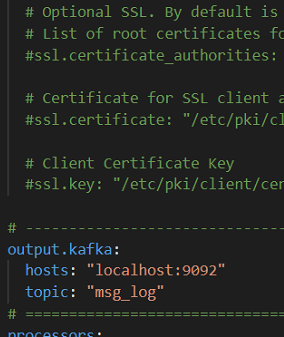 # Optional SSL. By default is
# List of root certificates fo
#ssl.certificate_authorities:
# Certificate for SSL client a
#ssl.certificate: "/etc/pki/cl
# Client Certificate Key
#ssl.key: "/etc/pki/client/cer
# ------------------------------
output.kafka:
hosts: "localhost:9092"
topic: "msg_log"
# ==============================
processors: